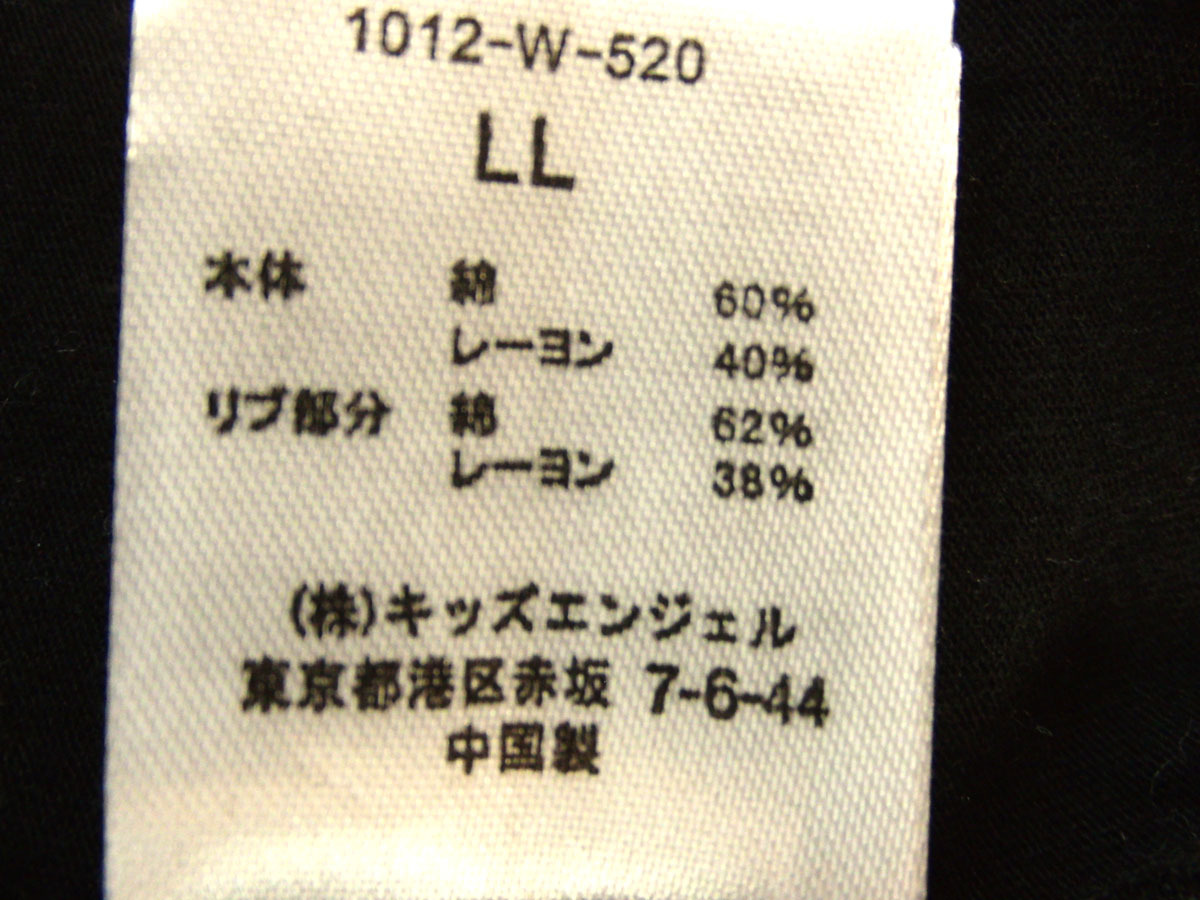 1012-W-520
LL
本体 綿 60%
レーヨン 40%
リブ部分 綿 62%
レーヨン 38%
(株)キッズエンジェル
東京都港区赤坂 7-6-44
中国製